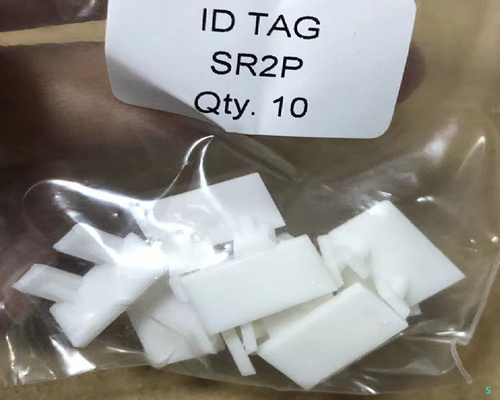 ID TAG
SR2P
Qty. 10
S